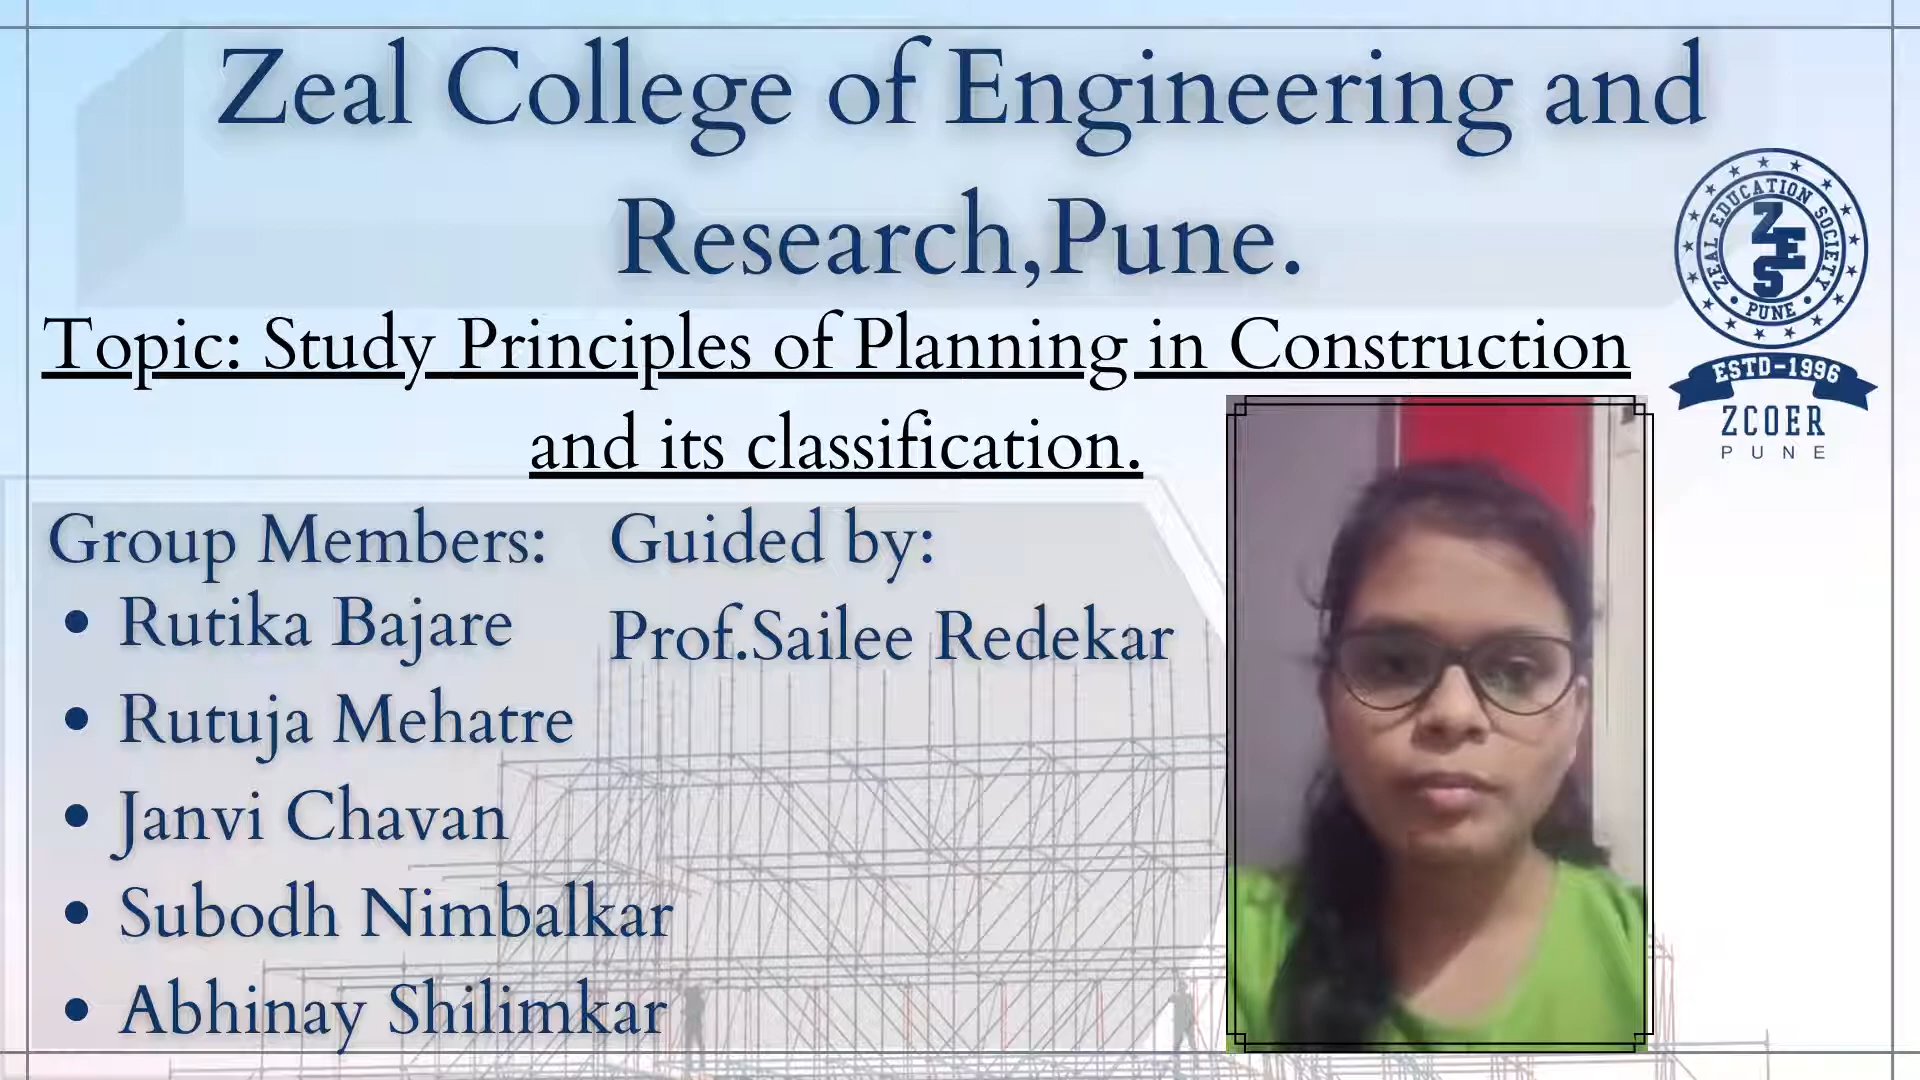 Zeal College of Engineering and
Research,Pune.
ZEAL EDUCATION SOCIETY
ZES
• PUNE •
ESTD-1996
ZCOER
PUNE
Topic: Study Principles of Planning in Construction
and its classification.
Group Members:
• Rutika Bajare
• Rutuja Mehatre
• Janvi Chavan
• Subodh Nimbalkar
• Abhinay Shilimkar
Guided by:
Prof.Sailee Redekar